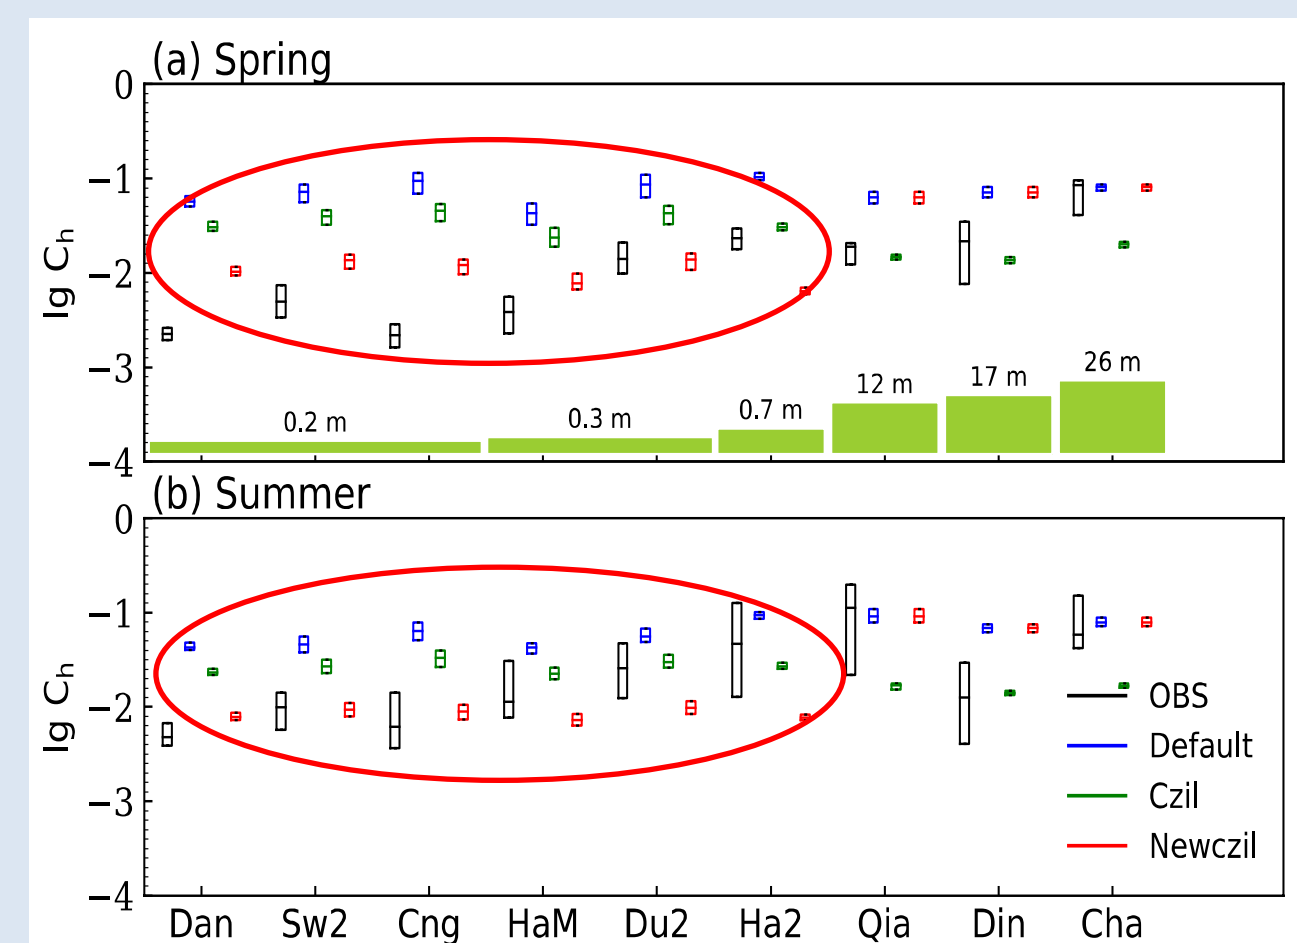 (a) Spring
0
−1
−2
−3
−4
lg Ch
0.2 m
0.3 m
0.7 m
12 m
17 m
26 m
(b) Summer
0
−1
−2
−3
−4
lg Ch
OBS
Default
Czil
Newczil
Dan Sw2 Cng HaM Du2 Ha2 Qia Din Cha